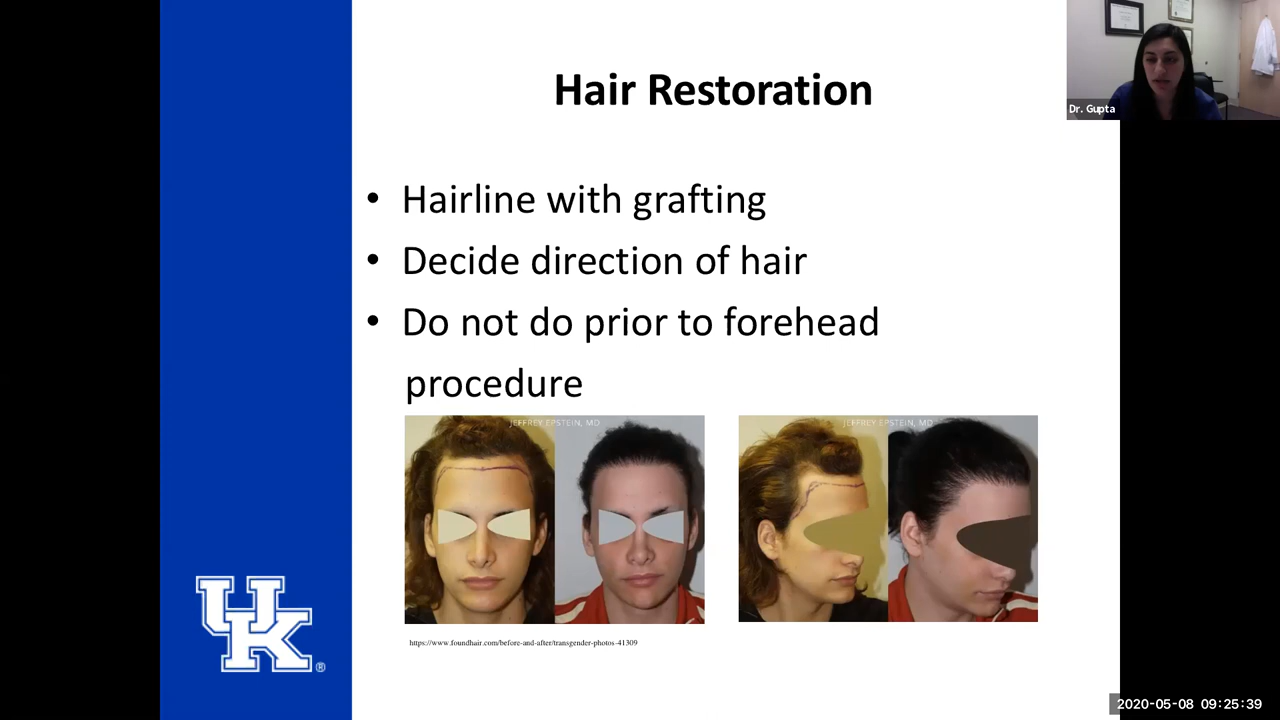 Hair Restoration
Dr. Gupta
• Hairline with grafting
• Decide direction of hair
• Do not do prior to forehead
procedure
JEFFREY EPSTEIN, MD
JEFFREY EPSTEIN, MD
https://www.foundhair.com/before-and-after/transgender-photos-41309
UK®
2020-05-08 09:25:39